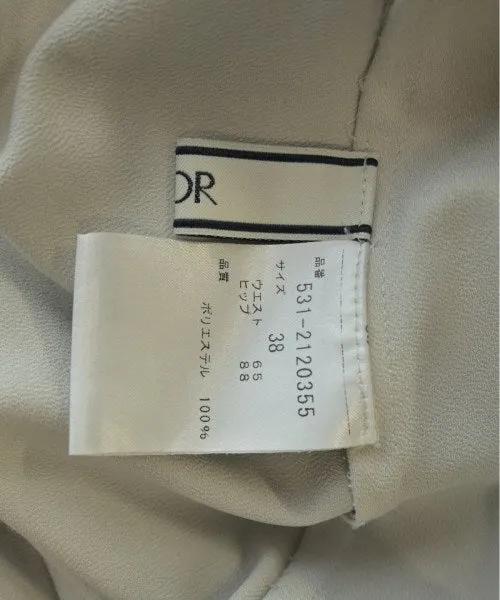 OR
品番 531-2120355
サイズ 38
ウエスト 65
ヒップ 88
品質
ポリエステル 100%